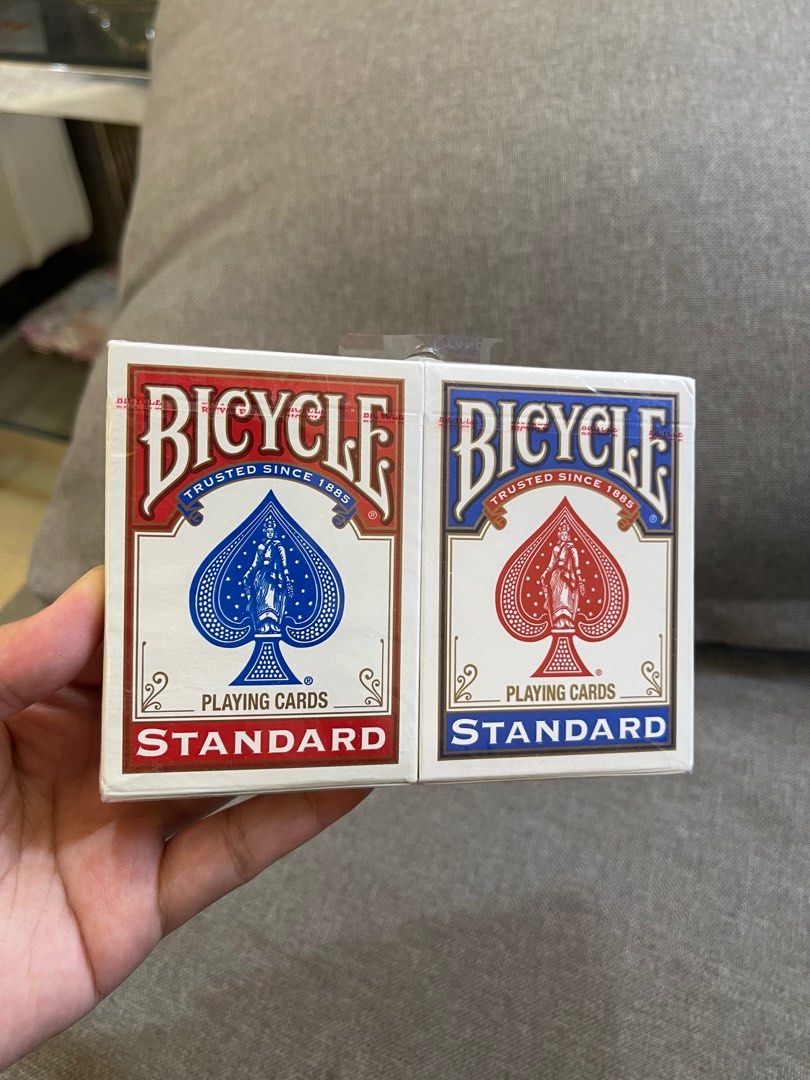 BICYCLE
®
TRUSTED SINCE 1885
®
PLAYING CARDS
STANDARD
BICYCLE
®
TRUSTED SINCE 1885
®
PLAYING CARDS
STANDARD